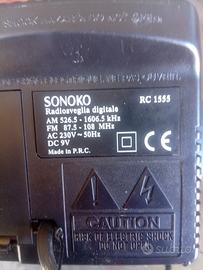 SONOKO RC 1555
Radiosveglia digitale
AM 526.5 - 1606.5 kHz
FM 87.5 - 108 MHz
AC 230V ~ 50Hz
DC 9V
Made in P.R.C.
CE
CAUTION
RISK OF ELECTRIC SHOCK
DO NOT
subito